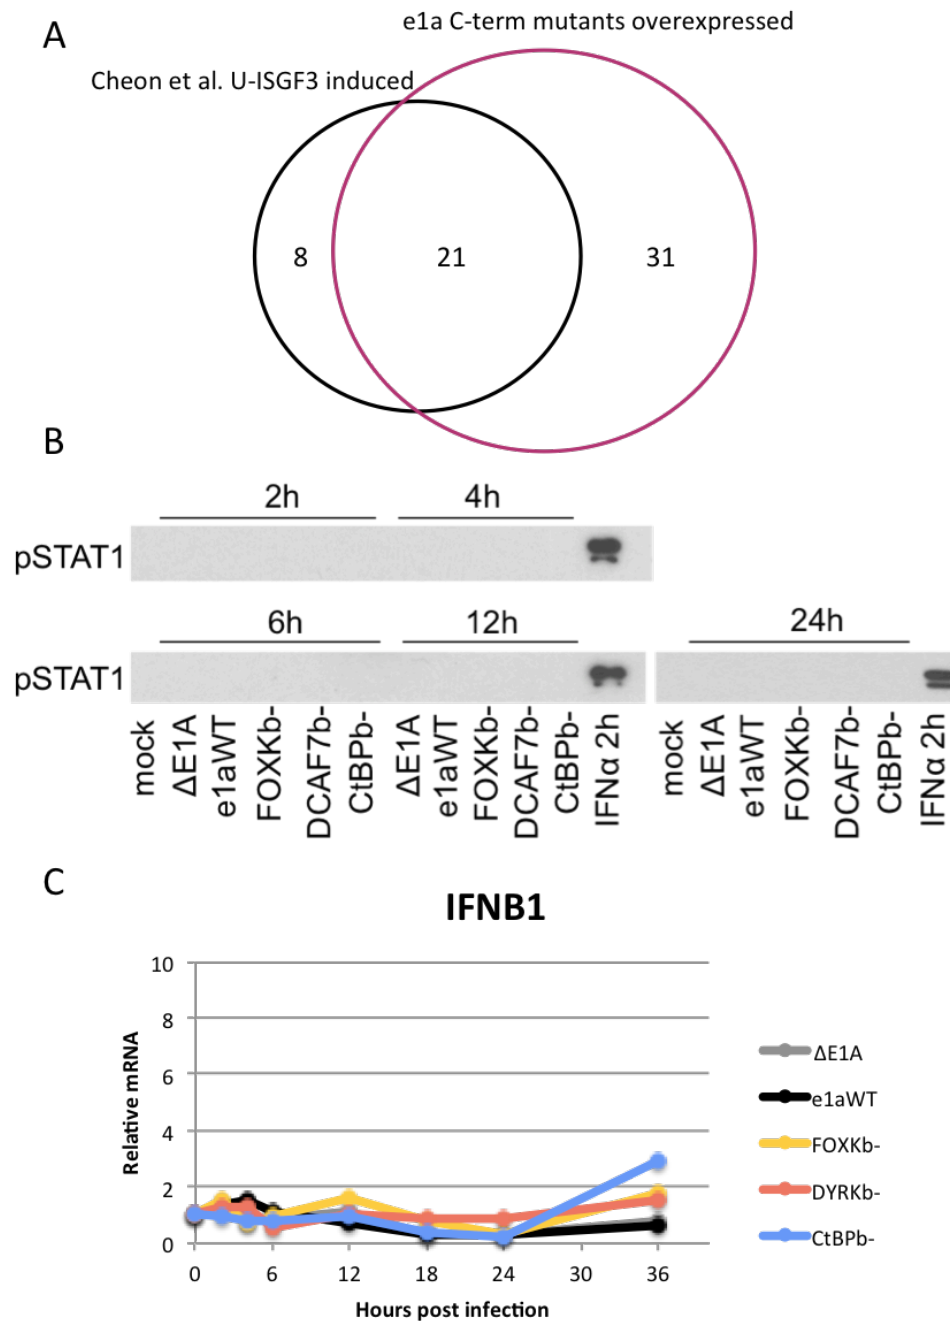 A
e1a C-term mutants overexpressed
Cheon et al. U-ISGF3 induced
8
21
31
B
2h
4h
pSTAT1
6h
12h
24h
pSTAT1
mock
ΔE1A
e1aWT
FOXKb-
DCAF7b-
CtBPb-
ΔE1A
e1aWT
FOXKb-
DCAF7b-
CtBPb-
IFNα 2h
mock
ΔE1A
e1aWT
FOXKb-
DCAF7b-
CtBPb-
IFNα 2h
C
IFNB1
10
8
6
4
2
0
Relative mRNA
0 6 12 18 24 30 36
Hours post infection
ΔE1A
e1aWT
FOXKb-
DYRKb-
CtBPb-